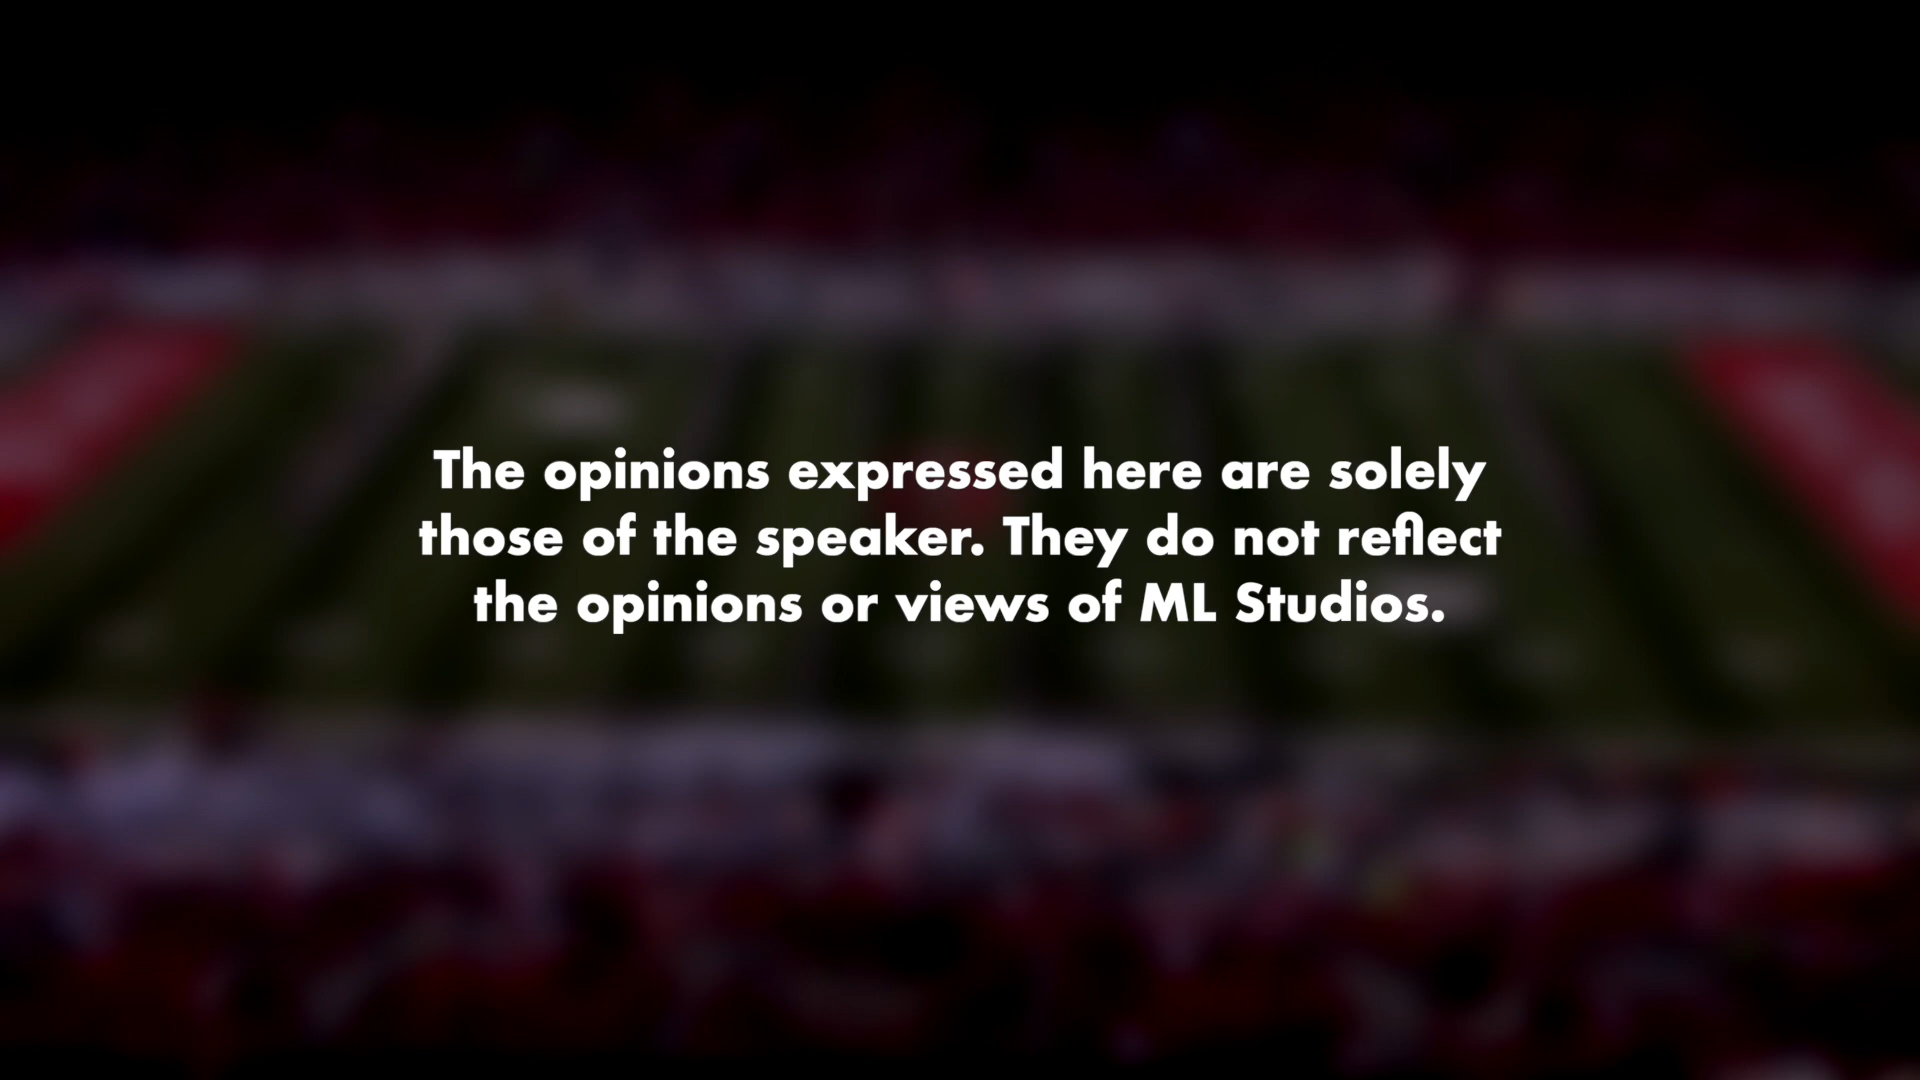 The opinions expressed here are solely
those of the speaker. They do not reflect
the opinions or views of ML Studios.